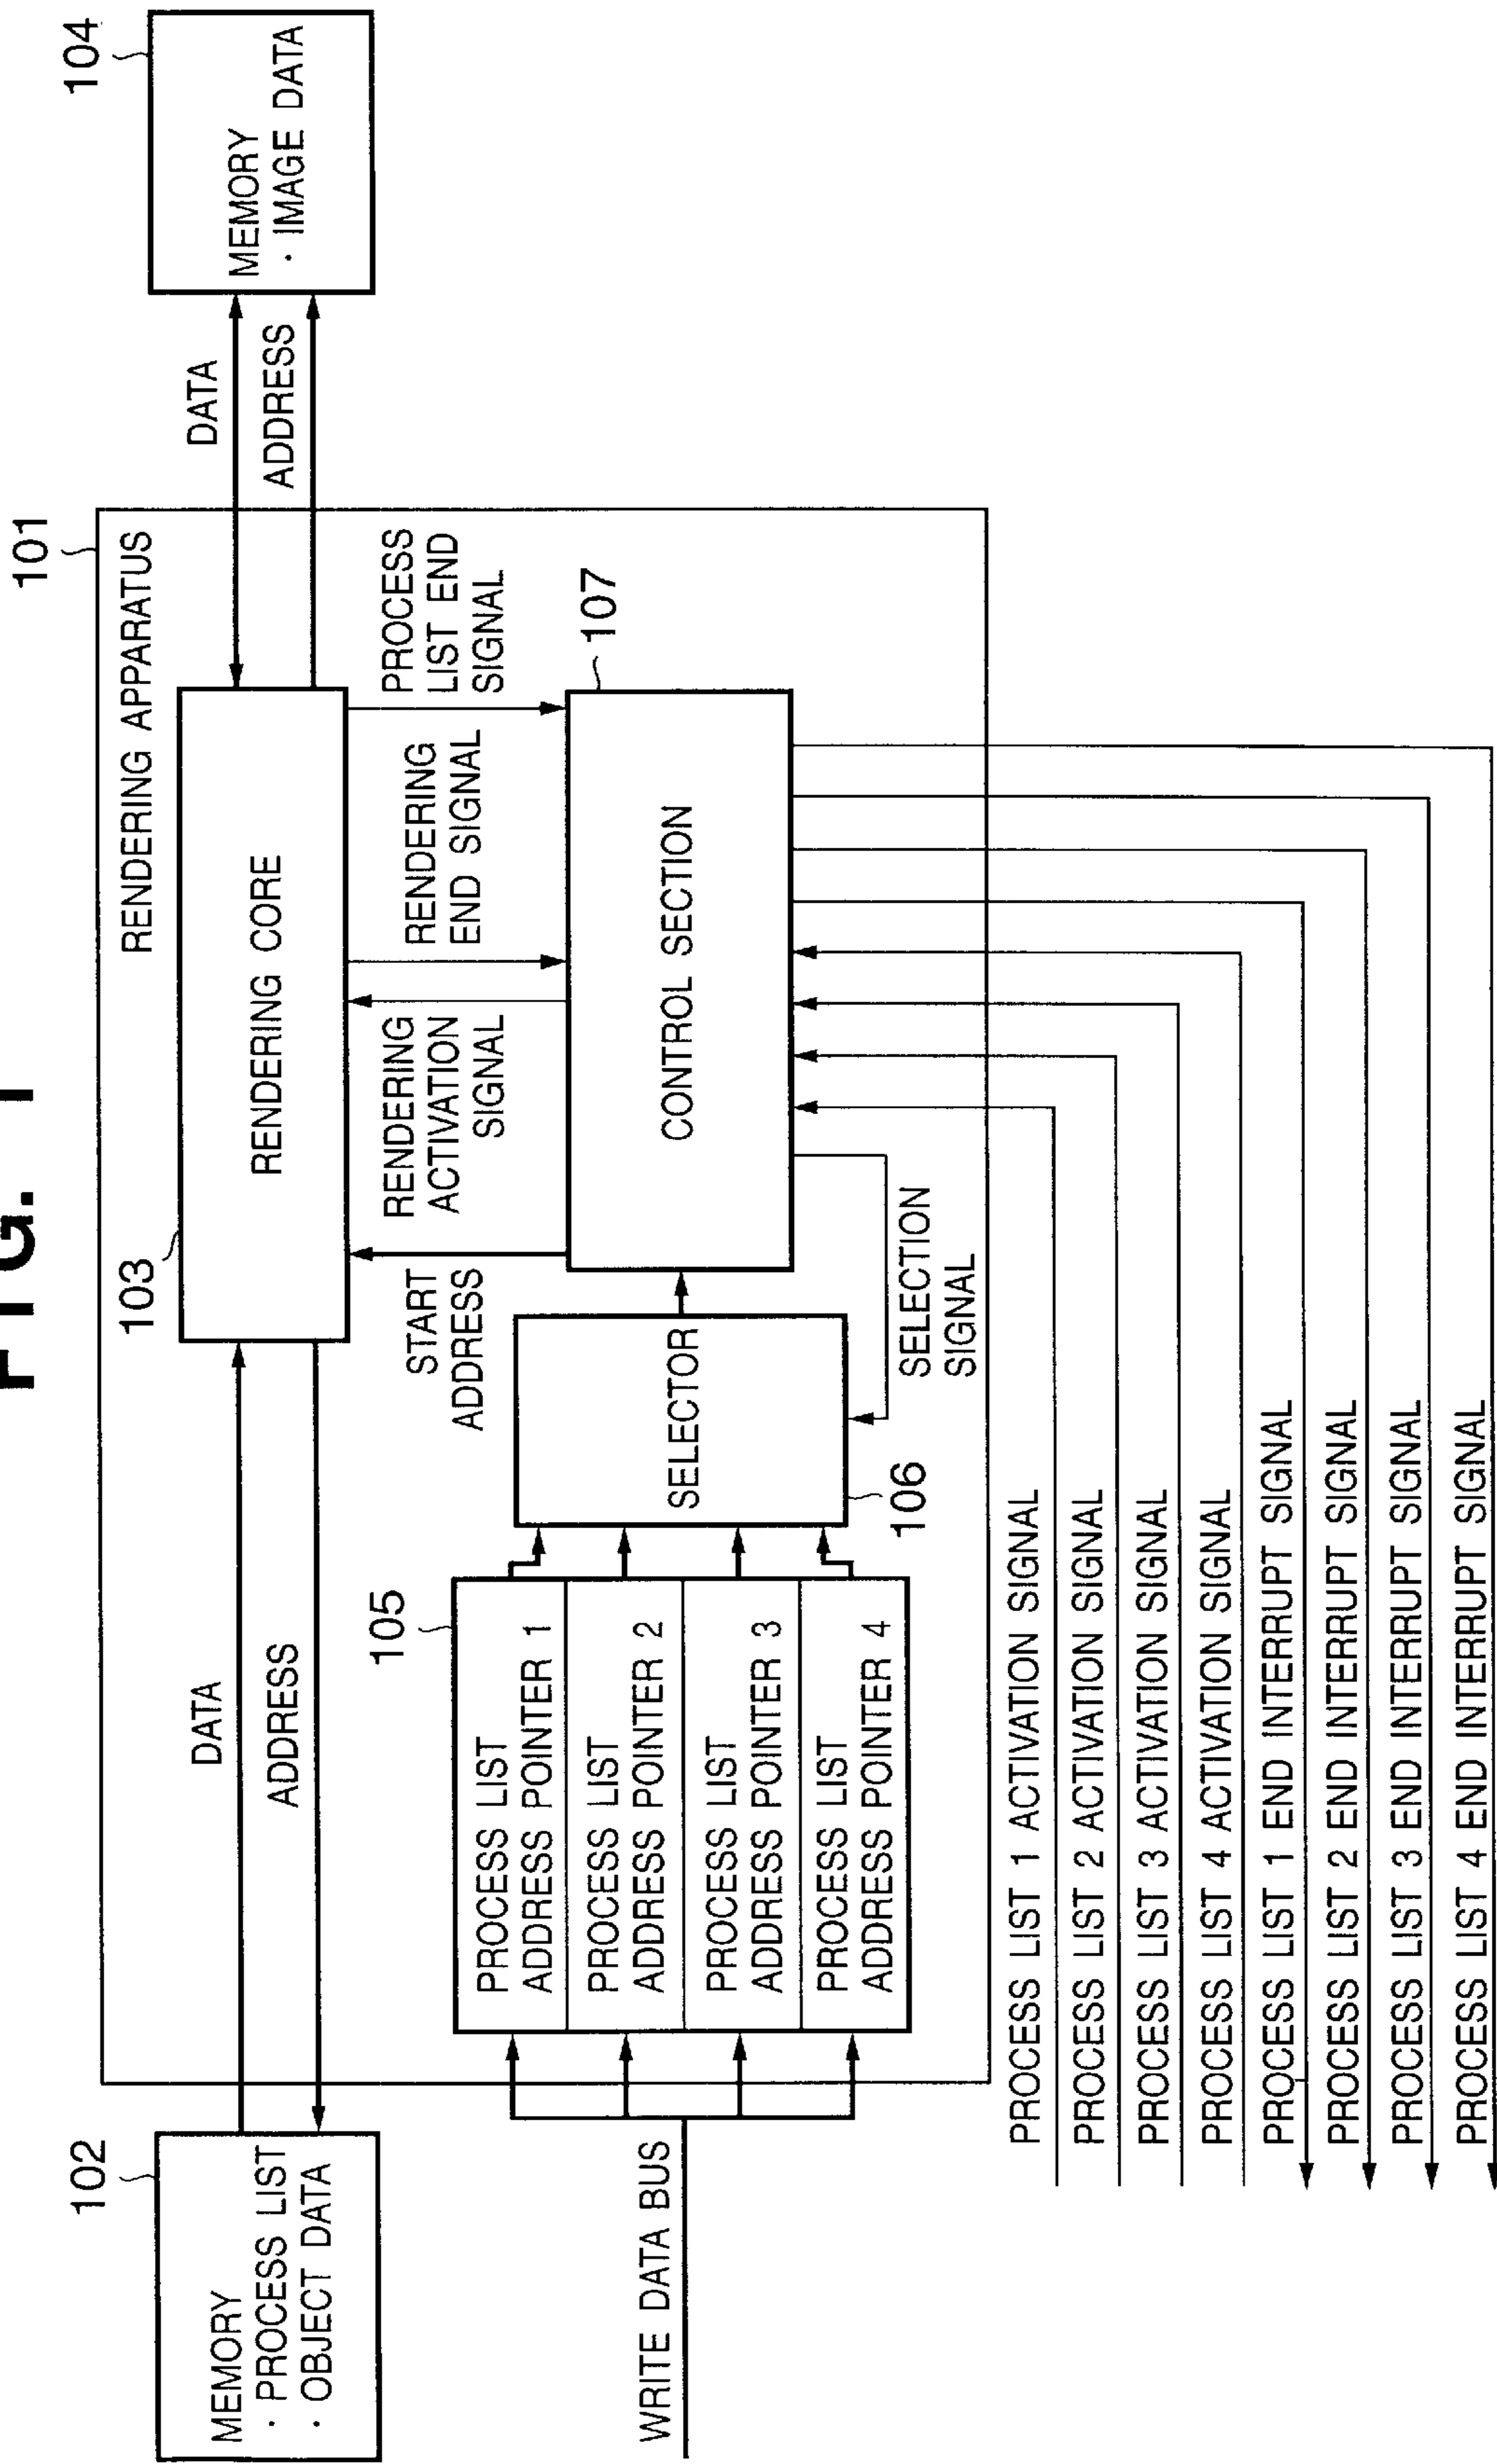 FIG. 1
101
RENDERING APPARATUS
102
MEMORY
· PROCESS LIST
· OBJECT DATA
DATA
ADDRESS
103
RENDERING CORE
DATA
ADDRESS
104
MEMORY
· IMAGE DATA
START
ADDRESS
RENDERING
ACTIVATION
SIGNAL
RENDERING
END SIGNAL
PROCESS
LIST END
SIGNAL
WRITE DATA BUS
105
PROCESS LIST
ADDRESS POINTER 1
PROCESS LIST
ADDRESS POINTER 2
PROCESS LIST
ADDRESS POINTER 3
PROCESS LIST
ADDRESS POINTER 4
SELECTOR
106
107
CONTROL SECTION
SELECTION
SIGNAL
PROCESS LIST 1 ACTIVATION SIGNAL
PROCESS LIST 2 ACTIVATION SIGNAL
PROCESS LIST 3 ACTIVATION SIGNAL
PROCESS LIST 4 ACTIVATION SIGNAL
PROCESS LIST 1 END INTERRUPT SIGNAL
PROCESS LIST 2 END INTERRUPT SIGNAL
PROCESS LIST 3 END INTERRUPT SIGNAL
PROCESS LIST 4 END INTERRUPT SIGNAL